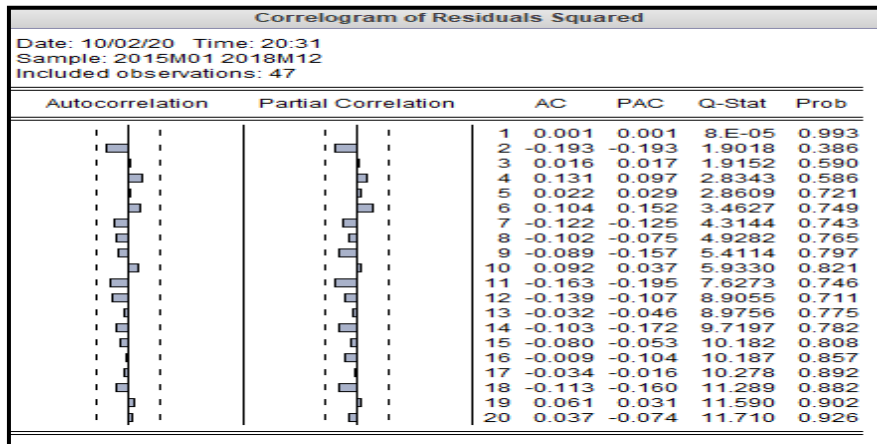 Correlogram of Residuals Squared
Date: 10/02/20 Time: 20:31
Sample: 2015M01 2018M12
Included observations: 47
Autocorrelation Partial Correlation AC PAC Q-Stat Prob
1 0.001 0.001 8.E-05 0.993
2 -0.193 -0.193 1.9018 0.386
3 0.016 0.017 1.9152 0.590
4 0.131 0.097 2.8343 0.586
5 0.022 0.029 2.8609 0.721
6 0.104 0.152 3.4627 0.749
7 -0.122 -0.125 4.3144 0.743
8 -0.102 -0.075 4.9282 0.765
9 -0.089 -0.157 5.4114 0.797
10 0.092 0.037 5.9330 0.821
11 -0.163 -0.195 7.6273 0.746
12 -0.139 -0.107 8.9055 0.711
13 -0.032 -0.046 8.9756 0.775
14 -0.103 -0.172 9.7197 0.782
15 -0.080 -0.053 10.182 0.808
16 -0.009 -0.104 10.187 0.857
17 -0.034 -0.016 10.278 0.892
18 -0.113 -0.160 11.289 0.882
19 0.061 0.031 11.590 0.902
20 0.037 -0.074 11.710 0.926